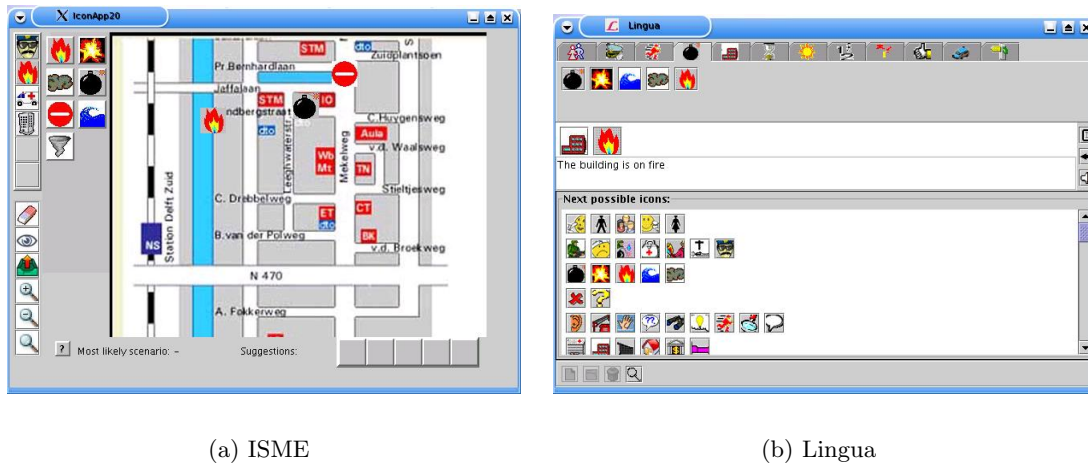 IconApp20
STM
dto
Zuidplantsoen
Pr.Bernhardlaan
Jaffalaan
STM
IO
ndbergstraat
C.Huygensweg
dto
Aula
Leeghwaterstr.
Wb
Mt
Mekelweg
v.d. Waalsweg
TN
Stieltjesweg
C. Drebbelweg
ET
dto
CT
Station Delft Zuid
NS
B.van der Polweg
BK
v.d. Broekweg
N 470
A. Fokkerweg
? Most likely scenario: –
Suggestions:
(a) ISME
Lingua
The building is on fire
Next possible icons:
(b) Lingua